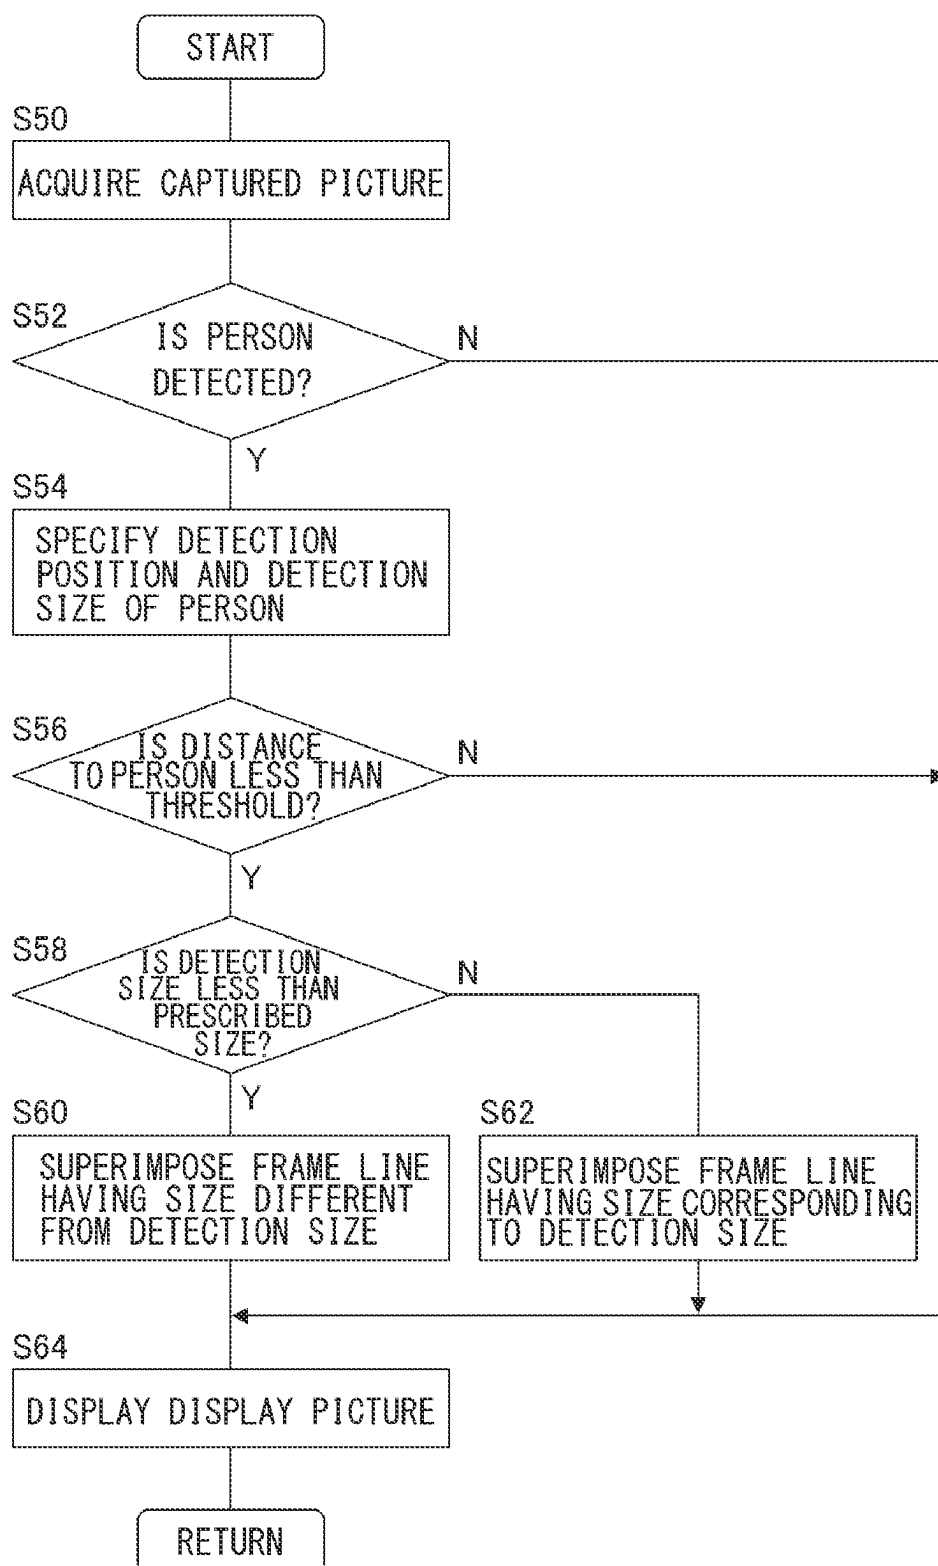 START
S50
ACQUIRE CAPTURED PICTURE
S52
IS PERSON
DETECTED?
N
Y
S54
SPECIFY DETECTION
POSITION AND DETECTION
SIZE OF PERSON
S56
IS DISTANCE
TO PERSON LESS THAN
THRESHOLD?
N
Y
S58
IS DETECTION
SIZE LESS THAN
PRESCRIBED
SIZE?
N
Y
S60
SUPERIMPOSE FRAME LINE
HAVING SIZE DIFFERENT
FROM DETECTION SIZE
S62
SUPERIMPOSE FRAME LINE
HAVING SIZE CORRESPONDING
TO DETECTION SIZE
S64
DISPLAY DISPLAY PICTURE
RETURN